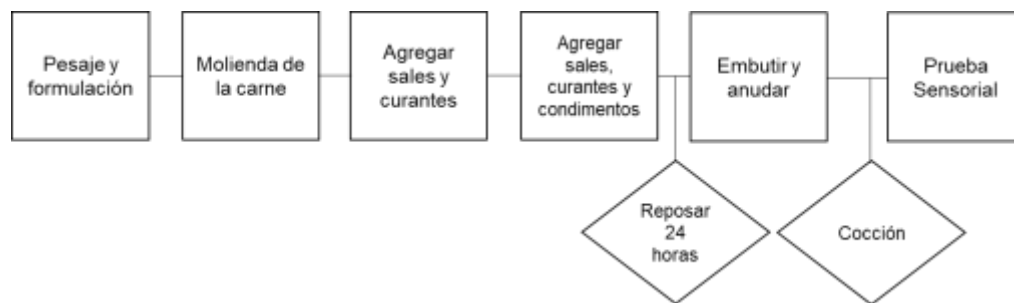 Pesaje y
formulación
Molienda de
la carne
Agregar
sales y
curantes
Agregar
sales,
curantes y
condimentos
Embutir y
anudar
Prueba
Sensorial
Reposar
24
horas
Cocción